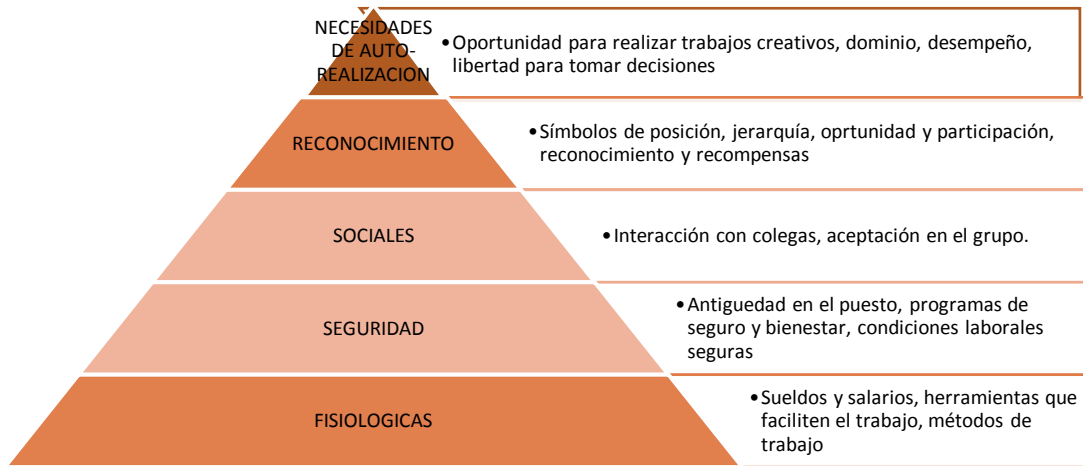 NECESIDADES
DE AUTO-
REALIZACION
•Oportunidad para realizar trabajos creativos, dominio, desempeño,
libertad para tomar decisiones
RECONOCIMIENTO
•Símbolos de posición, jerarquía, oprtunidad y participación,
reconocimiento y recompensas
SOCIALES
•Interacción con colegas, aceptación en el grupo.
SEGURIDAD
•Antiguedad en el puesto, programas de
seguro y bienestar, condiciones laborales
seguras
FISIOLOGICAS
•Sueldos y salarios, herramientas que
faciliten el trabajo, métodos de
trabajo